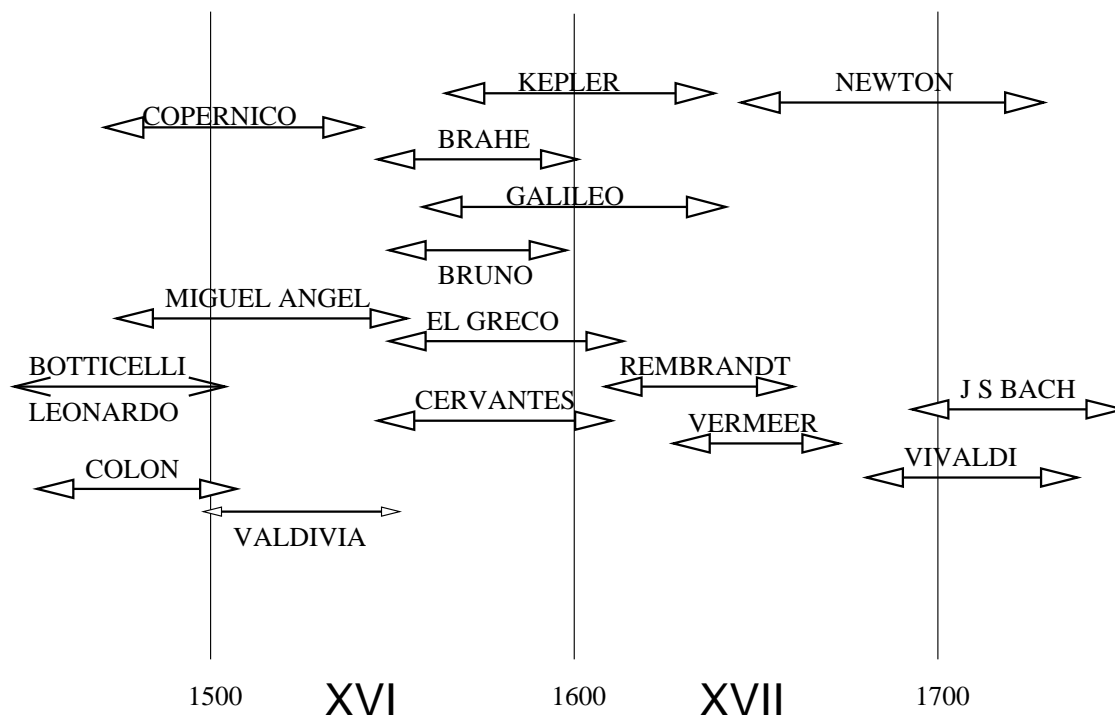 KEPLER
NEWTON
COPERNICO
BRAHE
GALILEO
BRUNO
MIGUEL ANGEL
EL GRECO
BOTTICELLI
REMBRANDT
J S BACH
LEONARDO
CERVANTES
VERMEER
COLON
VIVALDI
VALDIVIA
1500 XVI 1600 XVII 1700